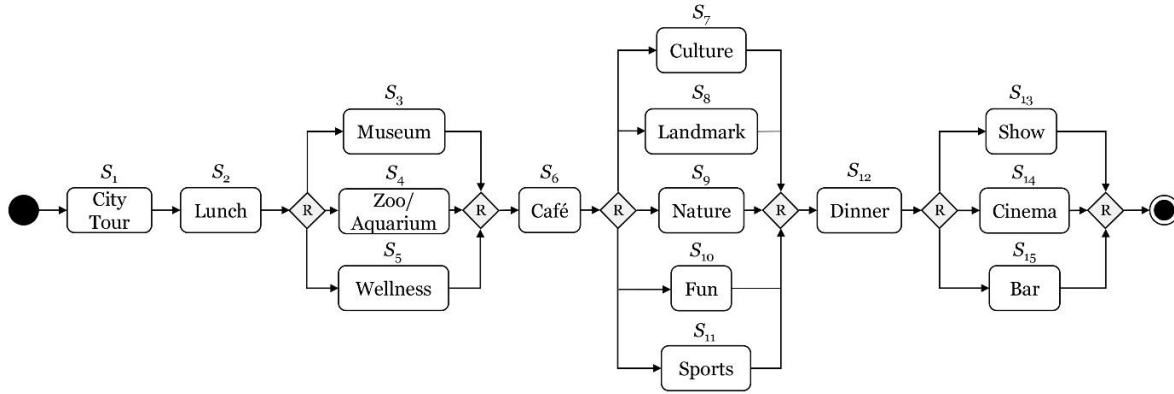 S1
City
Tour
S2
Lunch
R
S3
Museum
S4
Zoo/
Aquarium
S5
Wellness
R
S6
Café
R
S7
Culture
S8
Landmark
S9
Nature
S10
Fun
S11
Sports
R
S12
Dinner
R
S13
Show
S14
Cinema
S15
Bar
R